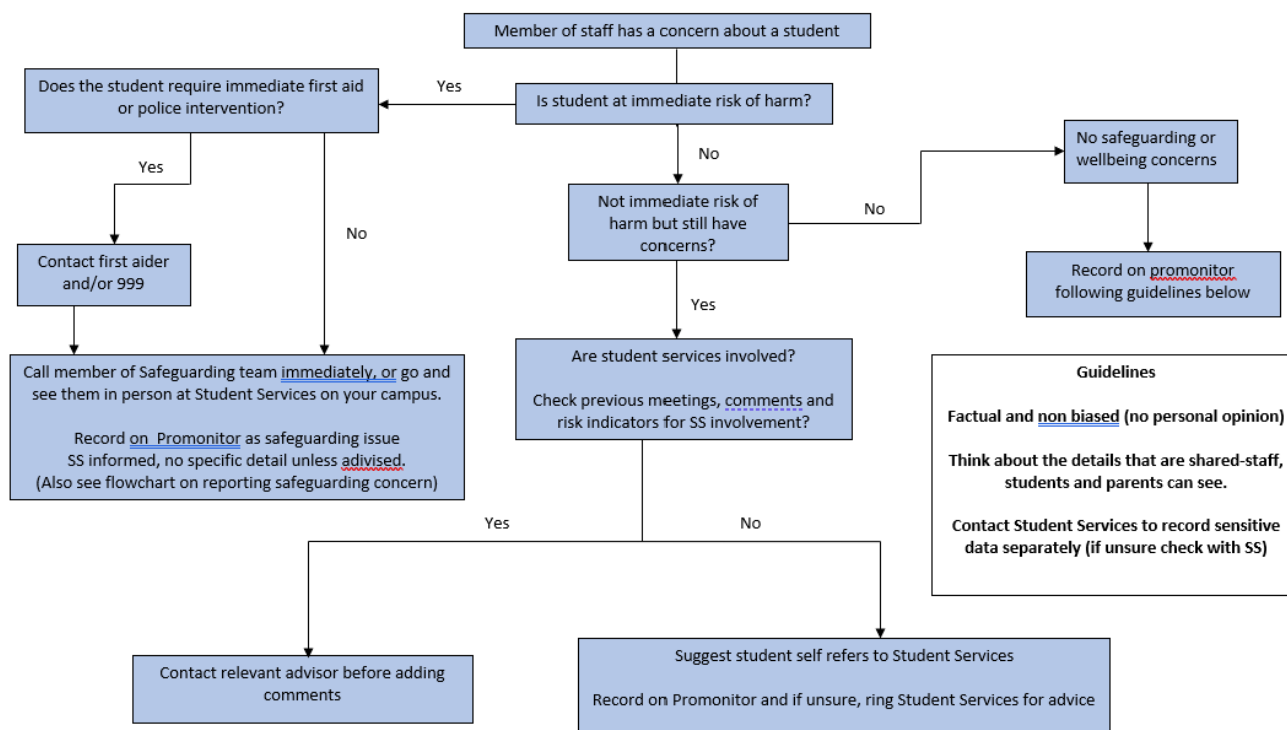 Member of staff has a concern about a student
Does the student require immediate first aid
or police intervention?
Yes
Is student at immediate risk of harm?
No safeguarding or
wellbeing concerns
Yes
No
Not immediate risk of
harm but still have
concerns?
No
No
Contact first aider
and/or 999
Record on promonitor
following guidelines below
Yes
Call member of Safeguarding team immediately, or go and
see them in person at Student Services on your campus.
Record on Promonitor as safeguarding issue
SS informed, no specific detail unless adivised.
(Also see flowchart on reporting safeguarding concern)
Are student services involved?
Check previous meetings, comments and
risk indicators for SS involvement?
Guidelines
Factual and non biased (no personal opinion)
Think about the details that are shared-staff,
students and parents can see.
Contact Student Services to record sensitive
data separately (if unsure check with SS)
Yes
No
Contact relevant advisor before adding
comments
Suggest student self refers to Student Services
Record on Promonitor and if unsure, ring Student Services for advice